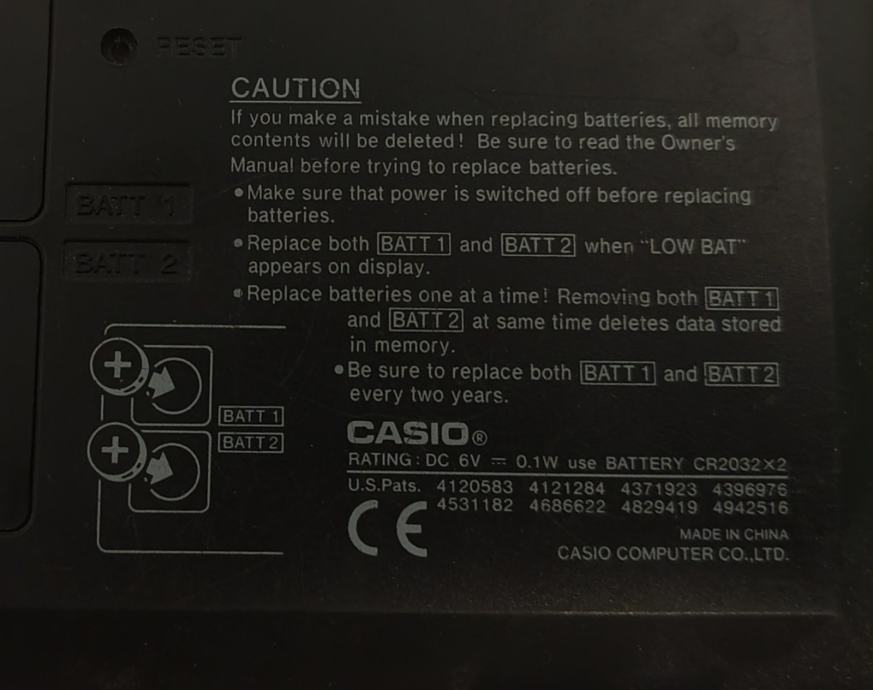 RESET
CAUTION
If you make a mistake when replacing batteries, all memory
contents will be deleted! Be sure to read the Owner's
Manual before trying to replace batteries.
•Make sure that power is switched off before replacing
batteries.
•Replace both BATT 1 and BATT 2 when "LOW BAT"
appears on display.
•Replace batteries one at a time! Removing both BATT 1
and BATT 2 at same time deletes data stored
in memory.
•Be sure to replace both BATT 1 and BATT 2
every two years.
BATT 1
BATT 2
+
+
BATT 1
BATT 2
CASIO®
RATING: DC 6V ⎓ 0.1W use BATTERY CR2032×2
U.S.Pats. 4120583 4121284 4371923 4396976
4531182 4686622 4829419 4942516
CE
MADE IN CHINA
CASIO COMPUTER CO.,LTD.